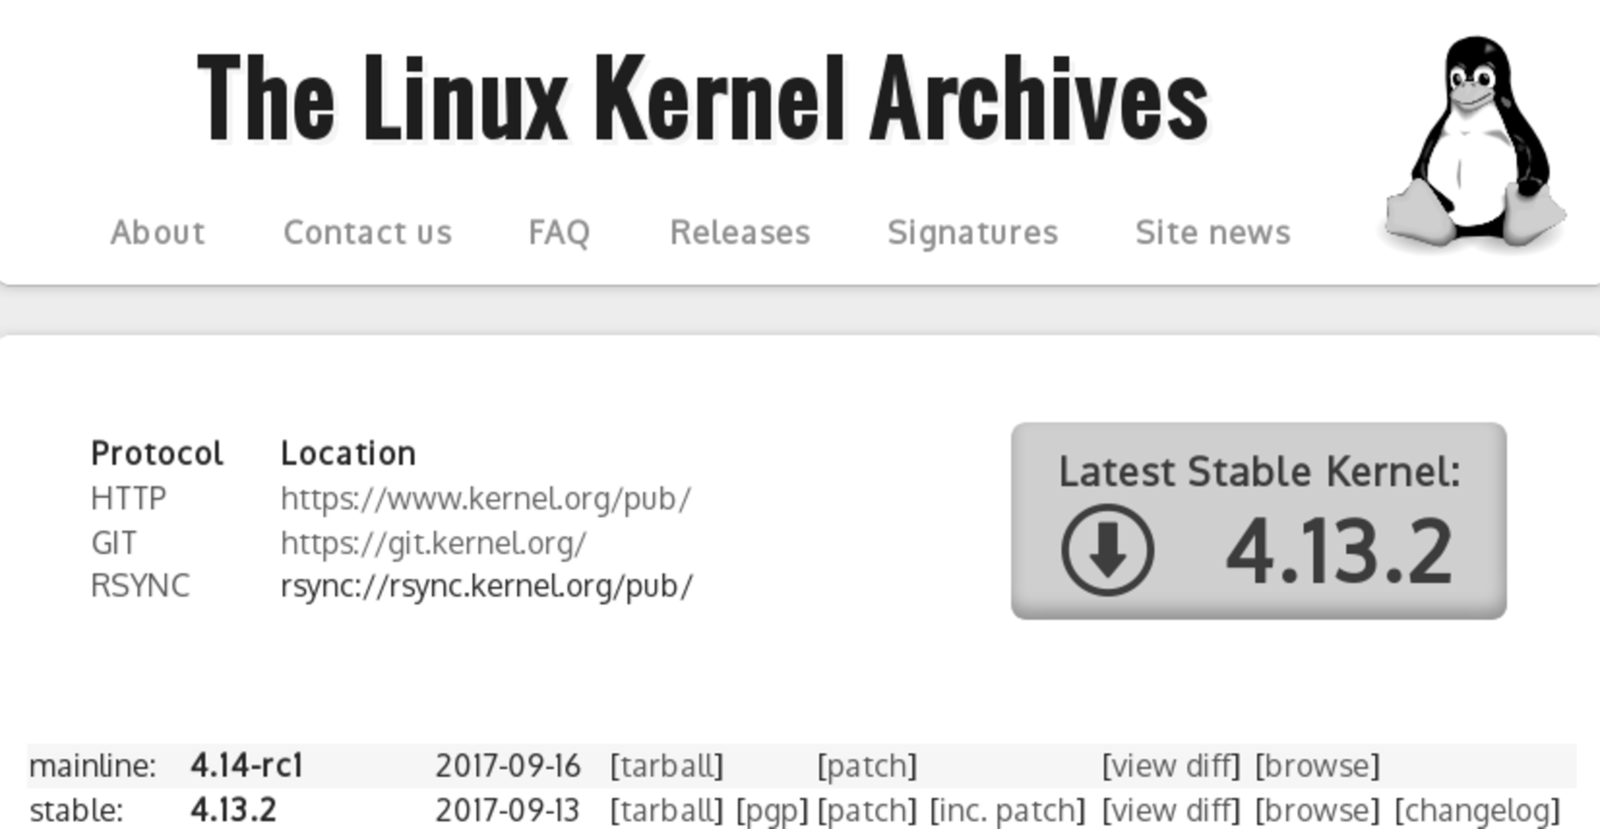 The Linux Kernel Archives
About Contact us FAQ Releases Signatures Site news
Protocol Location
HTTP https://www.kernel.org/pub/
GIT https://git.kernel.org/
RSYNC rsync://rsync.kernel.org/pub/
Latest Stable Kernel:
4.13.2
mainline: 4.14-rc1 2017-09-16 [tarball] [patch] [view diff] [browse]
stable: 4.13.2 2017-09-13 [tarball] [pgp] [patch] [inc. patch] [view diff] [browse] [changelog]